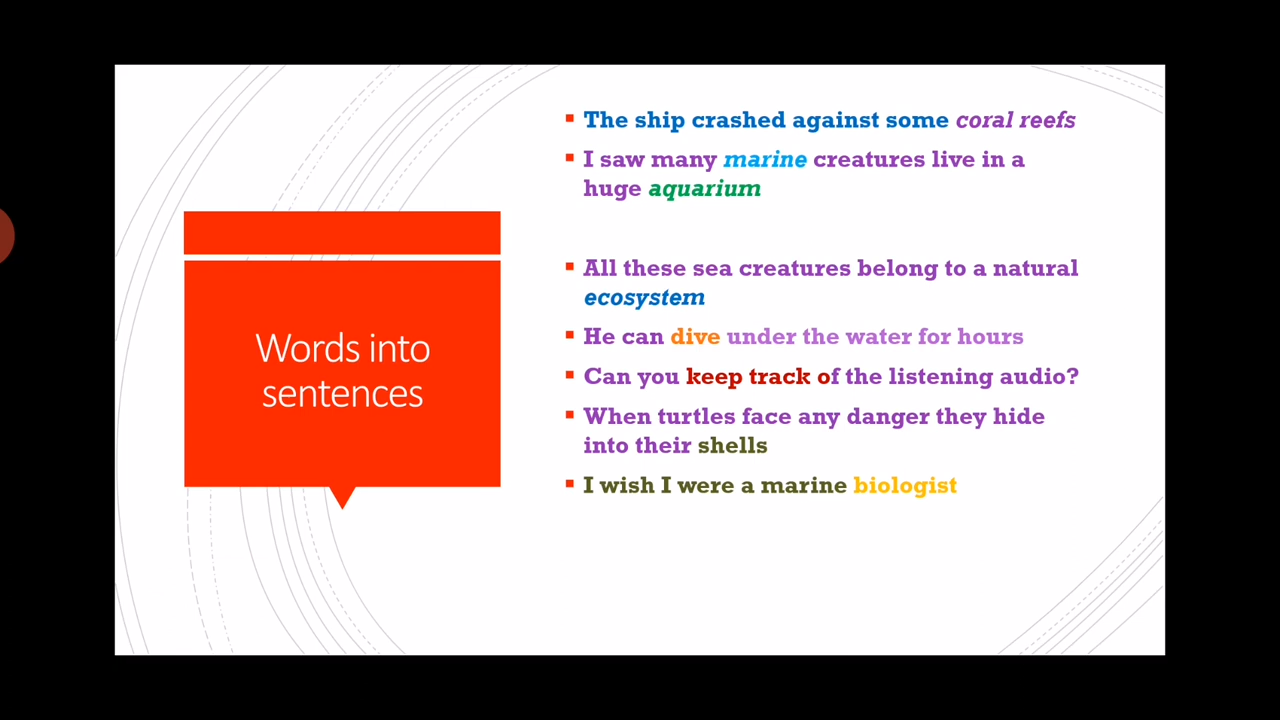 Words into
sentences
The ship crashed against some coral reefs
I saw many marine creatures live in a
huge aquarium
All these sea creatures belong to a natural
ecosystem
He can dive under the water for hours
Can you keep track of the listening audio?
When turtles face any danger they hide
into their shells
I wish I were a marine biologist